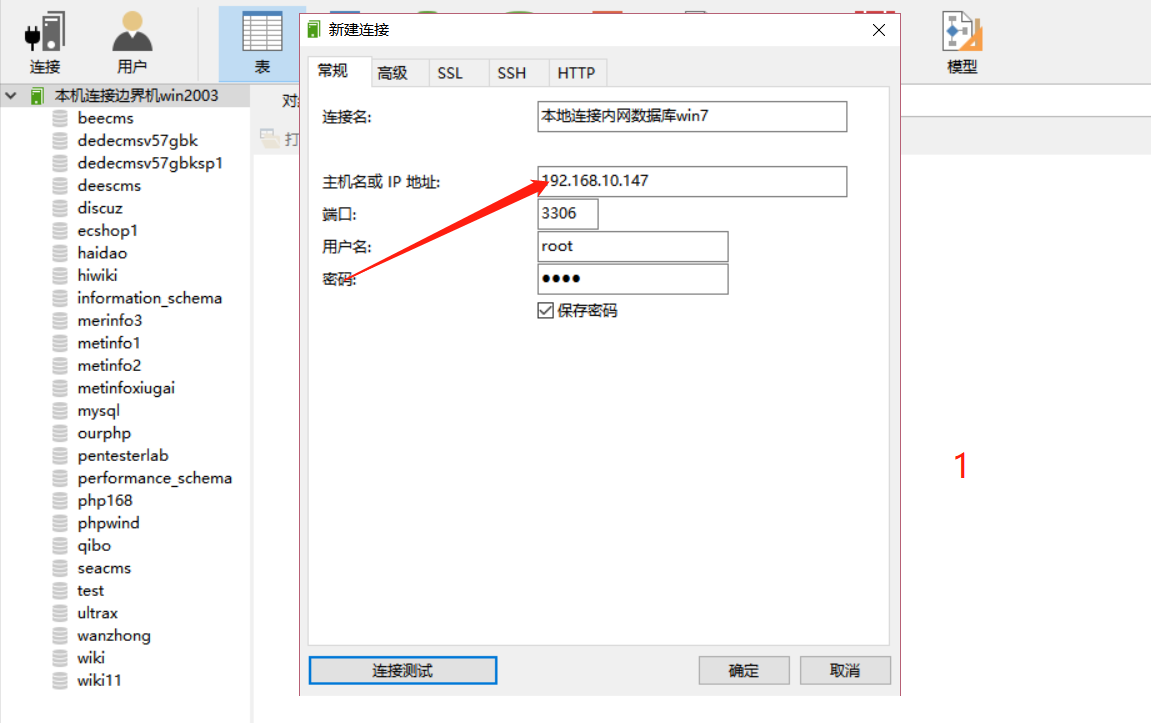 连接
用户
表
模型
本机连接边界机win2003
beecms
dedecmsv57gbk
dedecmsv57gbksp1
deescms
discuz
ecshop1
haidao
hiwiki
information_schema
merinfo3
metinfo1
metinfo2
metinfoxiugai
mysql
ourphp
pentesterlab
performance_schema
php168
phpwind
qibo
seacms
test
ultrax
wanzhong
wiki
wiki11
对
打
新建连接
常规 高级 SSL SSH HTTP
连接名: 本地连接内网数据库win7
主机名或 IP 地址: 192.168.10.147
端口: 3306
用户名: root
密码: ●●●●
保存密码
连接测试 确定 取消
1